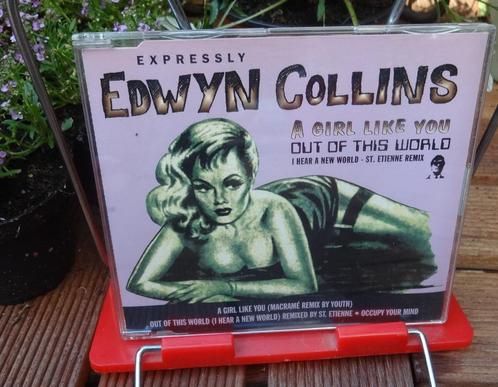 EXPRESSLY
EDWYN COLLINS
A GIRL LIKE YOU
OUT OF THIS WORLD
I HEAR A NEW WORLD - ST. ETIENNE REMIX
A GIRL LIKE YOU (MACRAMÉ REMIX BY YOUTH)
OUT OF THIS WORLD (I HEAR A NEW WORLD) REMIXED BY ST. ETIENNE • OCCUPY YOUR MIND